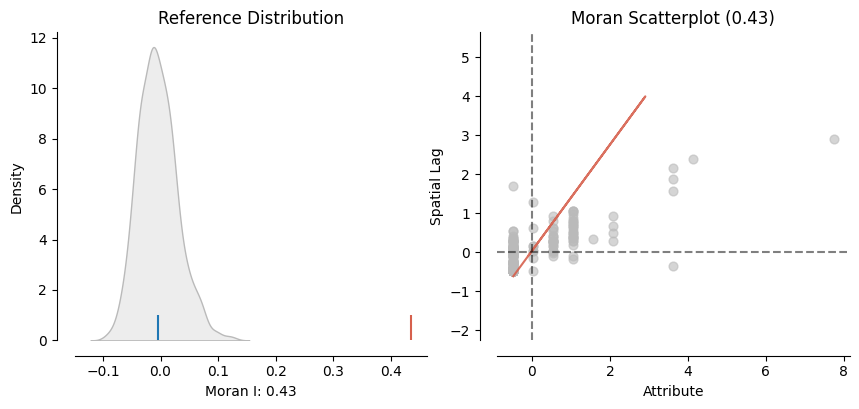 Reference Distribution
12
10
8
6
4
2
0
Density
−0.1 0.0 0.1 0.2 0.3 0.4
Moran I: 0.43
Moran Scatterplot (0.43)
5
4
3
2
1
0
−1
−2
Spatial Lag
0 2 4 6 8
Attribute